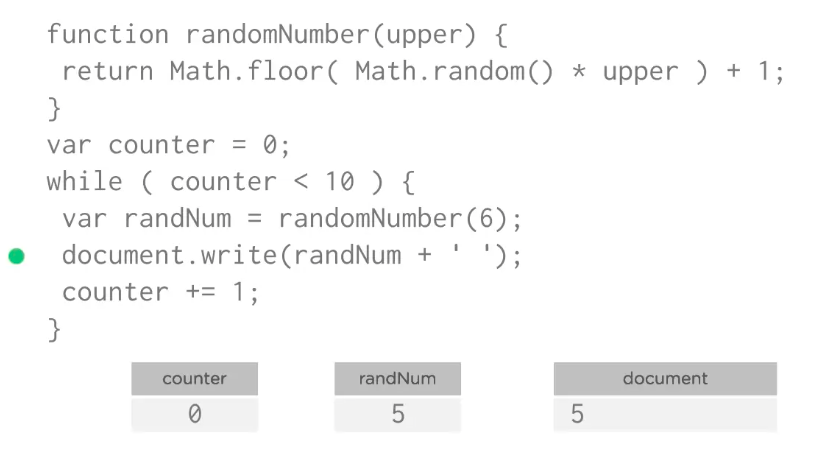 function randomNumber(upper) {
 return Math.floor( Math.random() * upper ) + 1;
}
var counter = 0;
while ( counter < 10 ) {
 var randNum = randomNumber(6);
 document.write(randNum + ' ');
 counter += 1;
}
counter randNum document
0 5 5